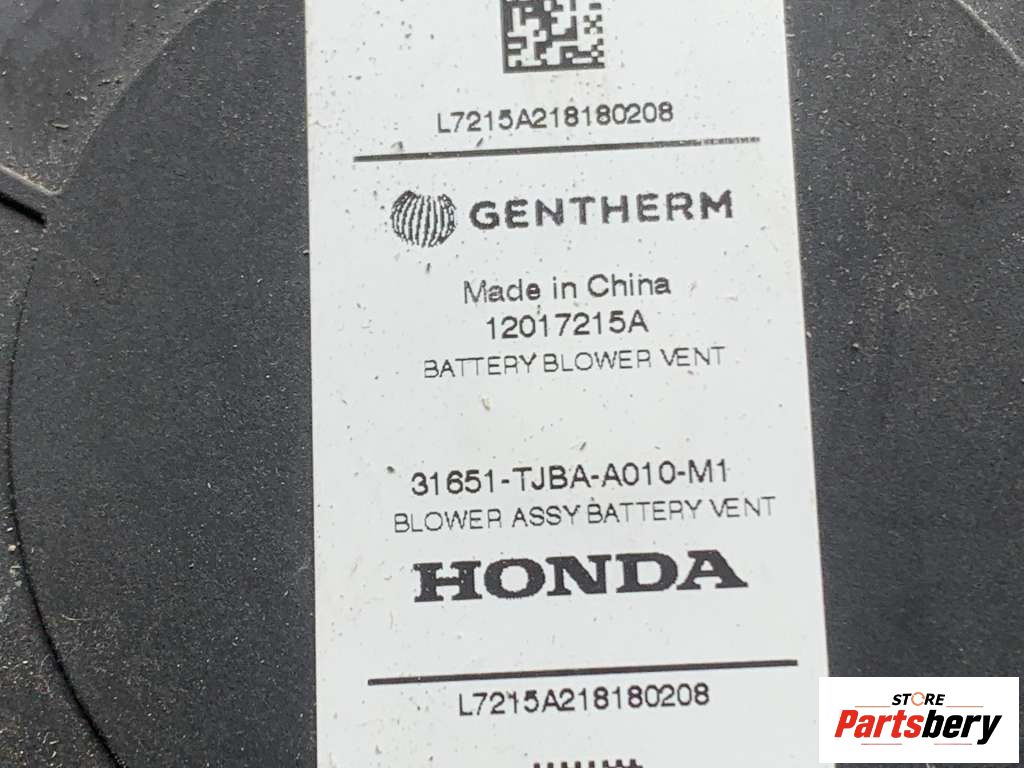 L7215A218180208
GENTHERM
Made in China
12017215A
BATTERY BLOWER VENT
31651-TJBA-A010-M1
BLOWER ASSY BATTERY VENT
HONDA
L7215A218180208
STORE
Partsbery